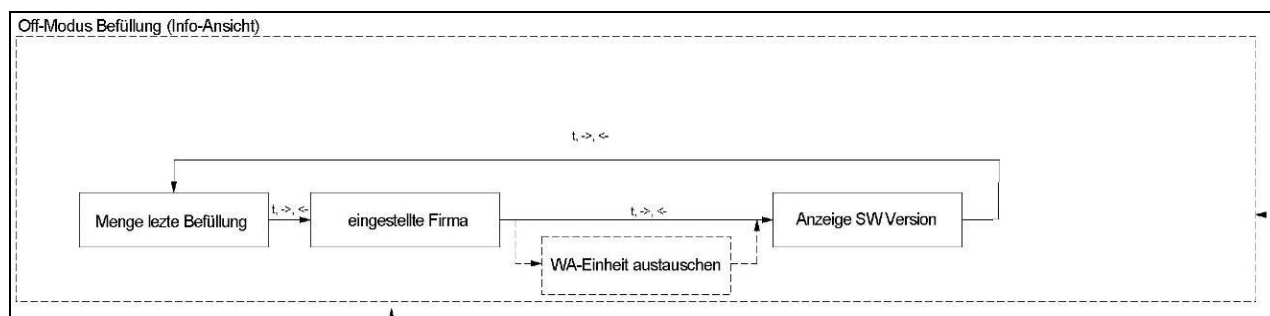 Off-Modus Befüllung (Info-Ansicht)
t, ->, <-
Menge lezte Befüllung
t, ->, <-
eingestellte Firma
t, ->, <-
Anzeige SW Version
WA-Einheit austauschen